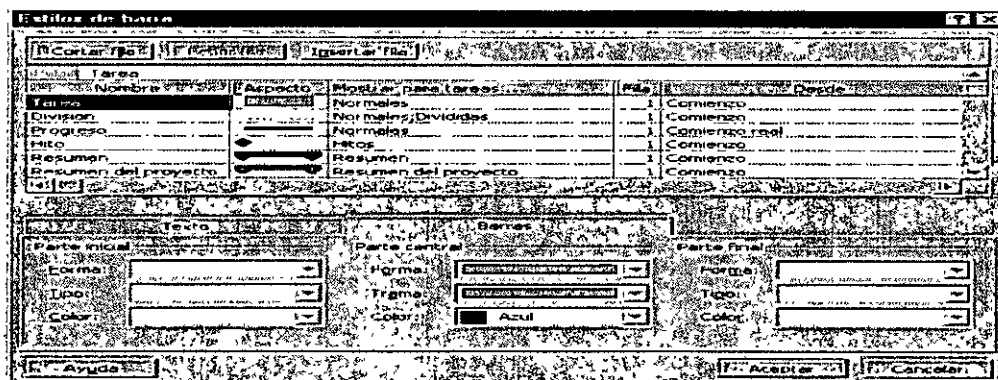 Estilos de barra
Cortar fila Insertar fila
Tarea
Nombre Aspecto Mostrar para tareas ... Fila Desde
Tarea Normales 1 Comienzo
División Normales;Divididas 1 Comienzo
Progreso Normales 1 Comienzo real
Hito Hitos 1 Comienzo
Resumen Resumen 1 Comienzo
Resumen del proyecto Resumen del proyecto 1 Comienzo
Texto Barras
Parte inicial Parte central Parte final
Forma: Forma: Forma:
Tipo: Trama: Tipo:
Color: Color: Azul Color:
Ayuda Aceptar Cancelar